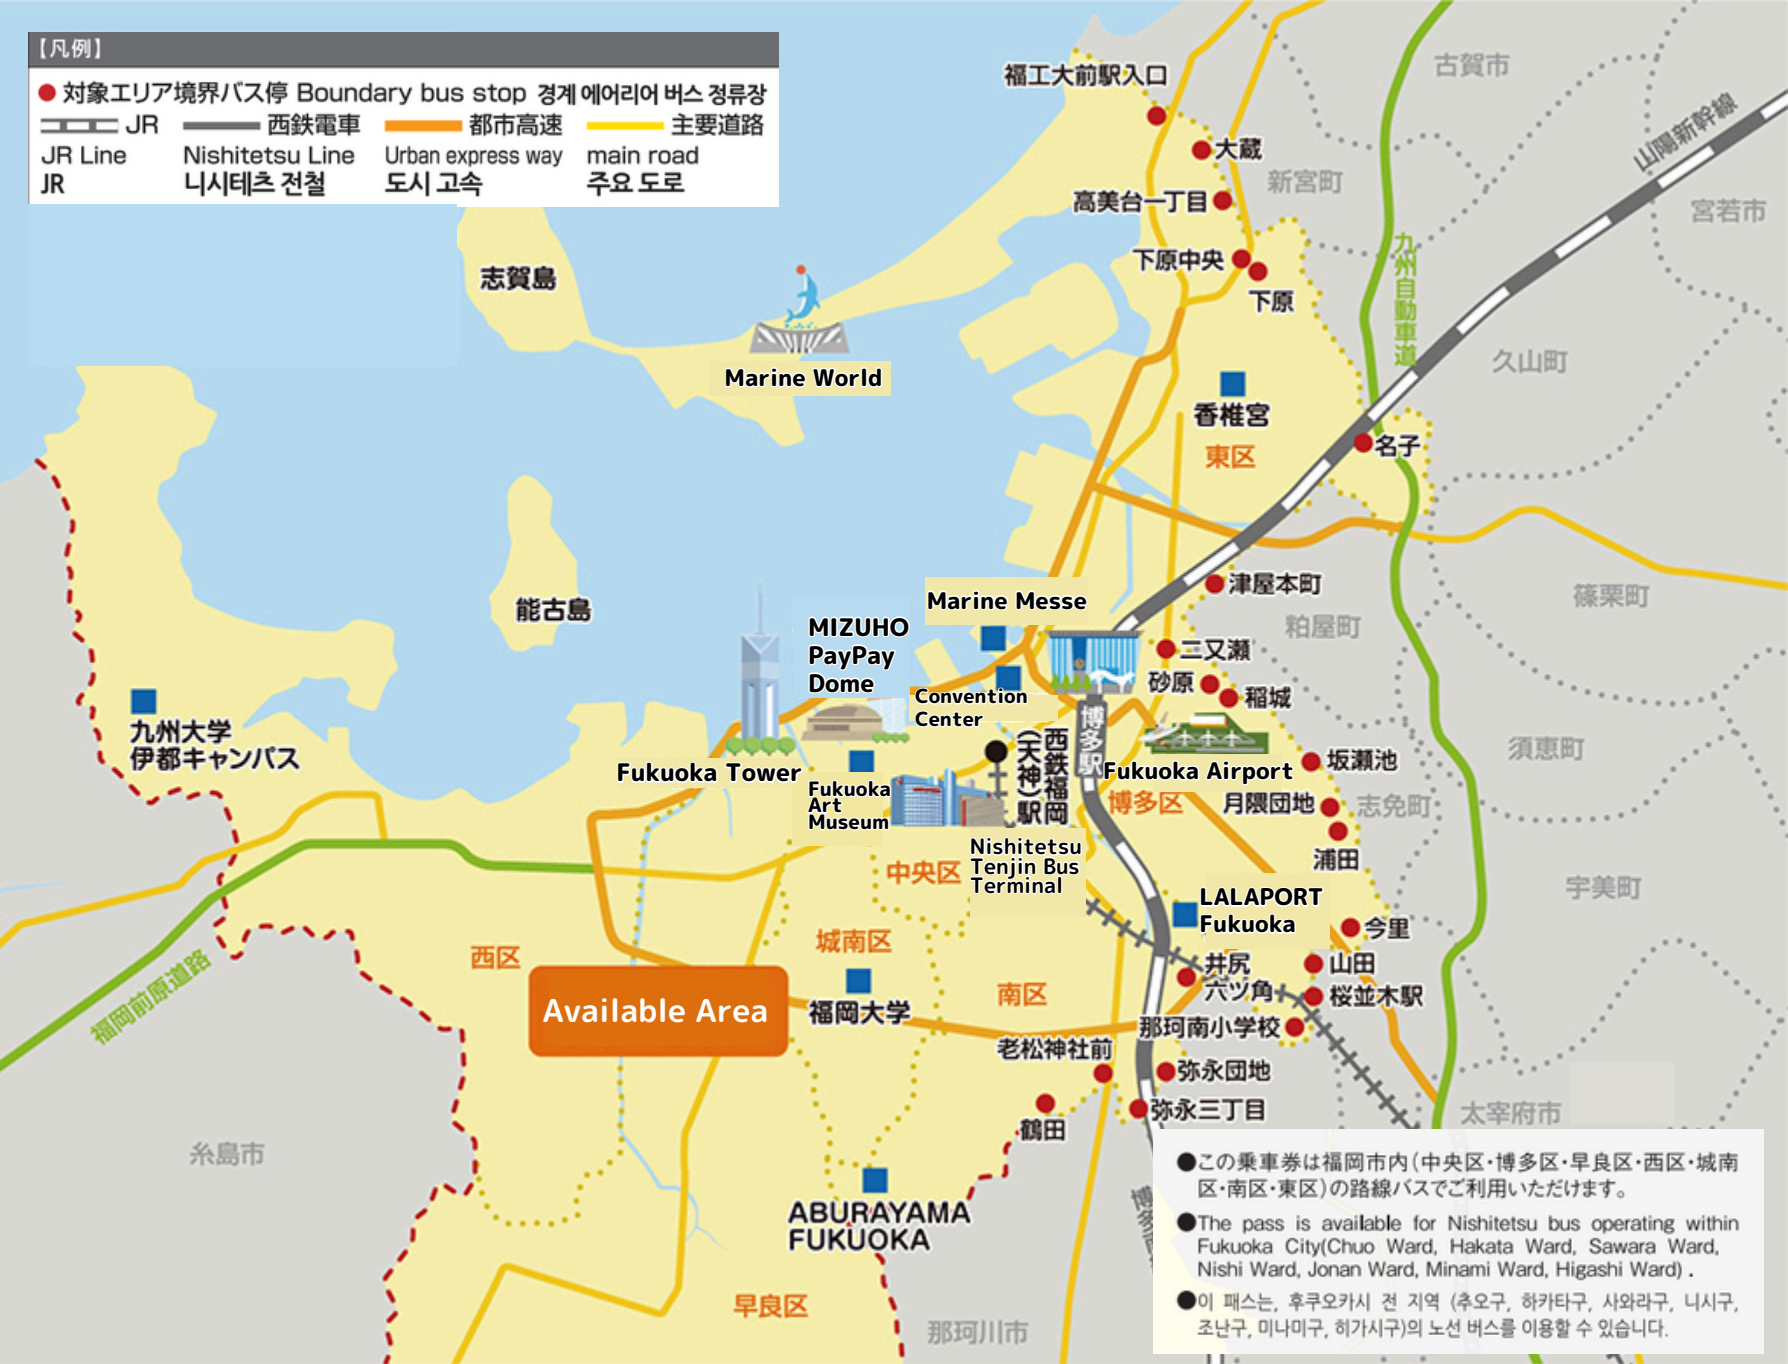 【凡例】
●対象エリア境界バス停 Boundary bus stop 경계 에어리어 버스 정류장
JR 西鉄電車 都市高速 主要道路
JR Line Nishitetsu Line Urban express way main road
JR 니시테츠 전철 도시 고속 주요 도로
福工大前駅入口
古賀市
山陽新幹線
大蔵
新宮町
高美台一丁目
宮若市
下原中央
下原
九州自動車道
志賀島
Marine World
久山町
香椎宮
東区
名子
津屋本町
篠栗町
粕屋町
能古島
Marine Messe
MIZUHO
PayPay
Dome
二又瀬
砂原
稲城
Convention
Center
九州大学
伊都キャンパス
博多駅
西鉄福岡
(天神)駅
須恵町
坂瀬池
Fukuoka Tower
Fukuoka Airport
Fukuoka
Art
Museum
博多区
月隈団地
志免町
浦田
Nishitetsu
Tenjin Bus
Terminal
中央区
宇美町
LALAPORT
Fukuoka
今里
城南区
西区
井尻
六ツ角
山田
桜並木駅
南区
福岡前原道路
Available Area
福岡大学
那珂南小学校
老松神社前
弥永団地
弥永三丁目
太宰府市
鶴田
糸島市
ABURAYAMA
FUKUOKA
早良区
那珂川市
●この乗車券は福岡市内(中央区・博多区・早良区・西区・城南
区・南区・東区)の路線バスでご利用いただけます。
●The pass is available for Nishitetsu bus operating within
Fukuoka City(Chuo Ward, Hakata Ward, Sawara Ward,
Nishi Ward, Jonan Ward, Minami Ward, Higashi Ward) .
●이 패스는, 후쿠오카시 전 지역 (추오구, 하카타구, 사와라구, 니시구,
조난구, 미나미구, 히가시구)의 노선 버스를 이용할 수 있습니다.